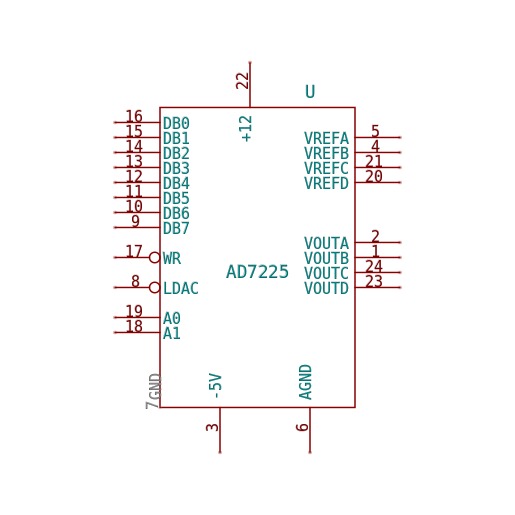 22
U
+12
16 DB0
15 DB1
14 DB2
13 DB3
12 DB4
11 DB5
10 DB6
9 DB7
17 WR
8 LDAC
19 A0
18 A1
VREFA 5
VREFB 4
VREFC 21
VREFD 20
VOUTA 2
VOUTB 1
VOUTC 24
VOUTD 23
AD7225
7GND
-5V
AGND
3
6